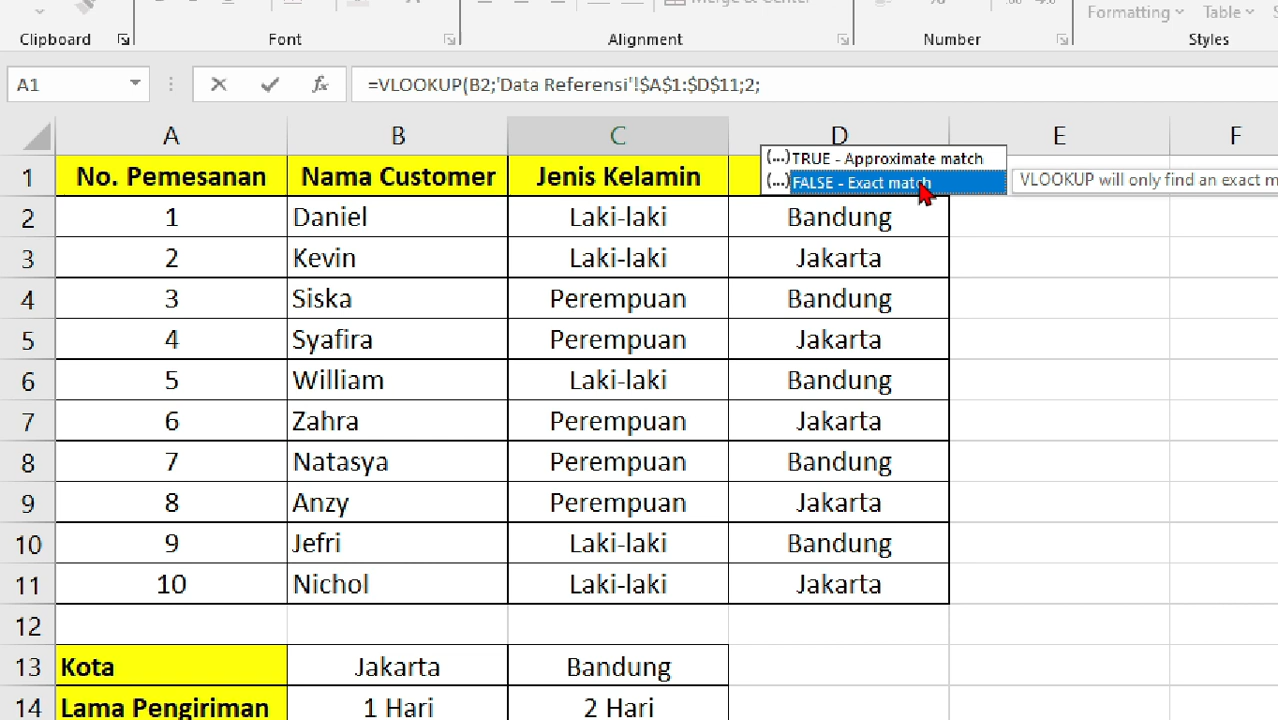 Merge & Center
%
Formatting
Table
Clipboard
Font
Alignment
Number
Styles
A1
fx
=VLOOKUP(B2;'Data Referensi'!$A$1:$D$11;2;
A B C D E F
(...)TRUE - Approximate match
(...)FALSE - Exact match
VLOOKUP will only find an exact
1 No. Pemesanan Nama Customer Jenis Kelamin
2 1 Daniel Laki-laki Bandung
3 2 Kevin Laki-laki Jakarta
4 3 Siska Perempuan Bandung
5 4 Syafira Perempuan Jakarta
6 5 William Laki-laki Bandung
7 6 Zahra Perempuan Jakarta
8 7 Natasya Perempuan Bandung
9 8 Anzy Perempuan Jakarta
10 9 Jefri Laki-laki Bandung
11 10 Nichol Laki-laki Jakarta
12
13 Kota Jakarta Bandung
14 Lama Pengiriman 1 Hari 2 Hari